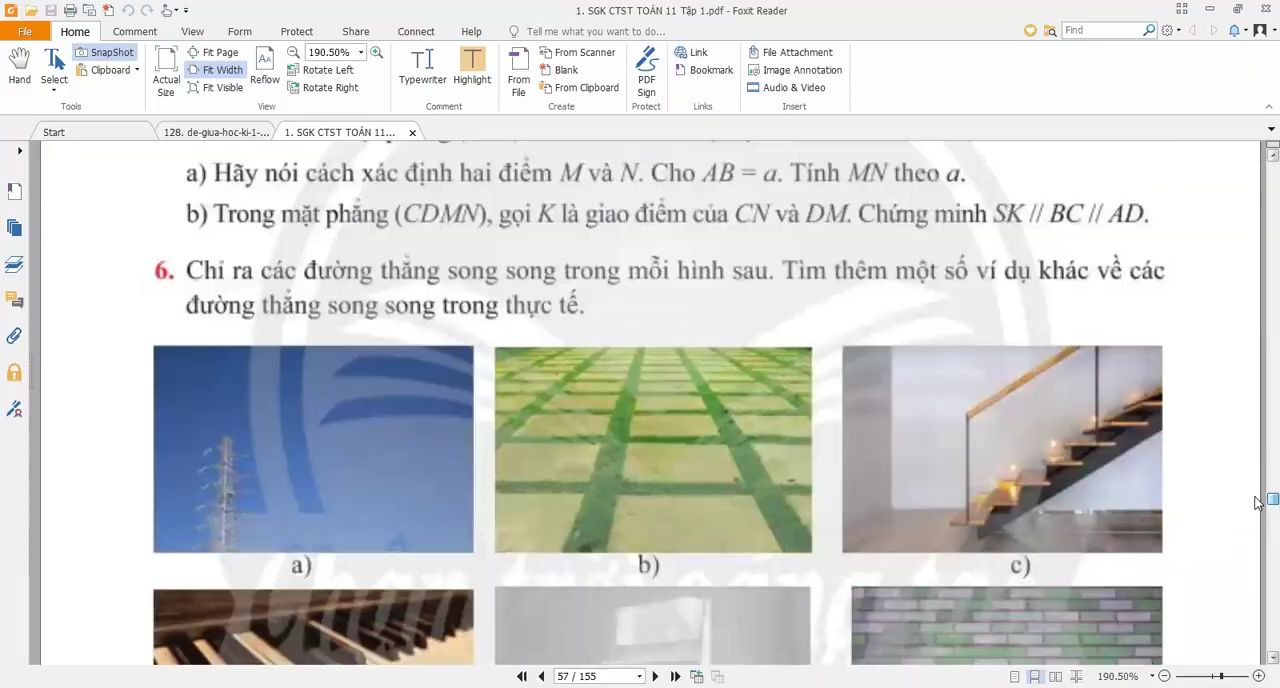 1. SGK CTST TOÁN 11 Tập 1.pdf - Foxit Reader
File Home Comment View Form Protect Share Connect Help Tell me what you want to do... Find
Hand Select SnapShot Clipboard Actual Size Fit Page Fit Width Fit Visible Reflow 190.50% Rotate Left Rotate Right Typewriter Highlight From File From Scanner Blank From Clipboard PDF Sign Link Bookmark File Attachment Image Annotation Audio & Video
Tools View Comment Create Protect Links Insert
Start 128. de-giua-hoc-ki-1-... 1. SGK CTST TOÁN 11...
a) Hãy nói cách xác định hai điểm M và N. Cho AB = a. Tính MN theo a.
b) Trong mặt phẳng (CDMN), gọi K là giao điểm của CN và DM. Chứng minh SK // BC // AD.
6. Chỉ ra các đường thẳng song song trong mỗi hình sau. Tìm thêm một số ví dụ khác về các
đường thẳng song song trong thực tế.
a) b) c)
57 / 155 190.50%